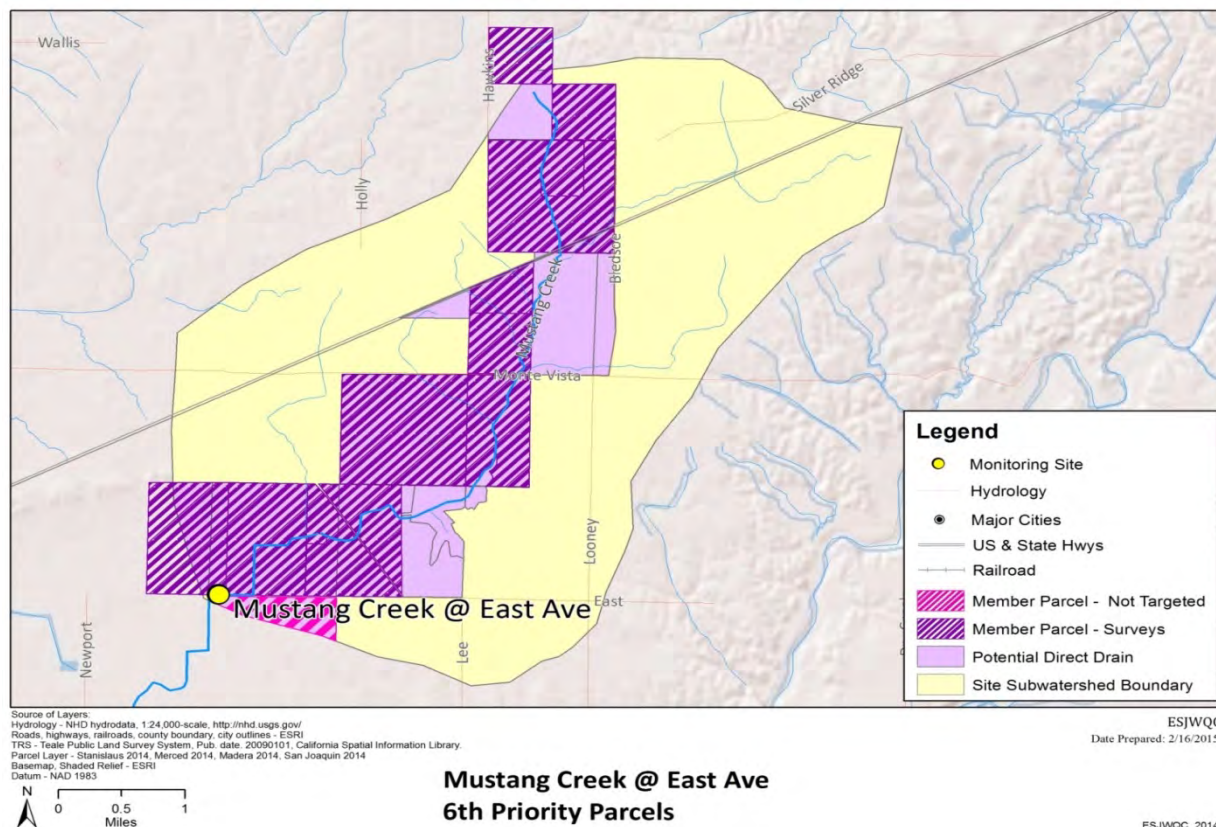 Wallis
Hawkins
Silver Ridge
Holly
Bledsoe
Mustang Creek
Monte Vista
Looney
Mustang Creek @ East Ave
East
Newport
Lee
Legend
Monitoring Site
Hydrology
Major Cities
US & State Hwys
Railroad
Member Parcel - Not Targeted
Member Parcel - Surveys
Potential Direct Drain
Site Subwatershed Boundary
Source of Layers:
Hydrology - NHD hydrodata, 1:24,000-scale, http://nhd.usgs.gov/
Roads, highways, railroads, county boundary, city outlines - ESRI
TRS - Teale Public Land Survey System, Pub. date. 20090101, California Spatial Information Library.
Parcel Layer - Stanislaus 2014, Merced 2014, Madera 2014, San Joaquin 2014
Basemap, Shaded Relief - ESRI
Datum - NAD 1983
ESJWQC
Date Prepared: 2/16/2015
N
0 0.5 1
Miles
Mustang Creek @ East Ave
6th Priority Parcels
ESJWQC, 2014